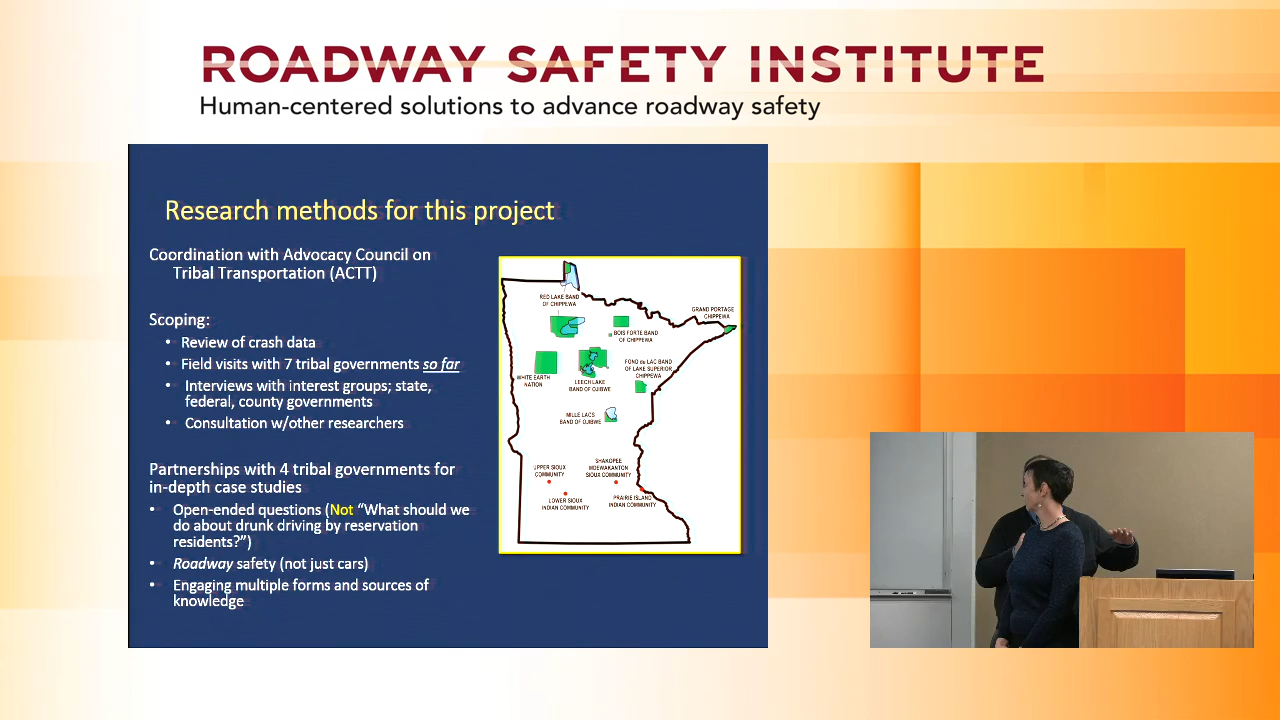 ROADWAY SAFETY INSTITUTE
Human-centered solutions to advance roadway safety
Research methods for this project
Coordination with Advocacy Council on
Tribal Transportation (ACTT)
Scoping:
• Review of crash data
• Field visits with 7 tribal governments so far
• Interviews with interest groups; state,
federal, county governments
• Consultation w/other researchers
Partnerships with 4 tribal governments for
in-depth case studies
• Open-ended questions (Not “What should we
do about drunk driving by reservation
residents?”)
• Roadway safety (not just cars)
• Engaging multiple forms and sources of
knowledge
RED LAKE BAND
OF CHIPPEWA
GRAND PORTAGE
CHIPPEWA
BOIS FORTE BAND
OF CHIPPEWA
FOND du LAC BAND
OF LAKE SUPERIOR
CHIPPEWA
WHITE EARTH
NATION
LEECH LAKE
BAND OF OJIBWE
MILLE LACS
BAND OF OJIBWE
SHAKOPEE
MDEWAKANTON
SIOUX COMMUNITY
UPPER SIOUX
COMMUNITY
LOWER SIOUX
INDIAN COMMUNITY
PRAIRIE ISLAND
INDIAN COMMUNITY